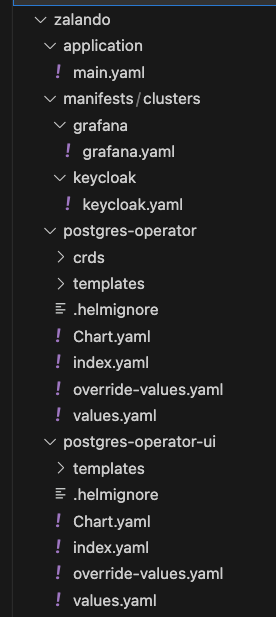 zalando
application
! main.yaml
manifests/clusters
grafana
! grafana.yaml
keycloak
! keycloak.yaml
postgres-operator
crds
templates
.helmignore
! Chart.yaml
! index.yaml
! override-values.yaml
! values.yaml
postgres-operator-ui
templates
.helmignore
! Chart.yaml
! index.yaml
! override-values.yaml
! values.yaml